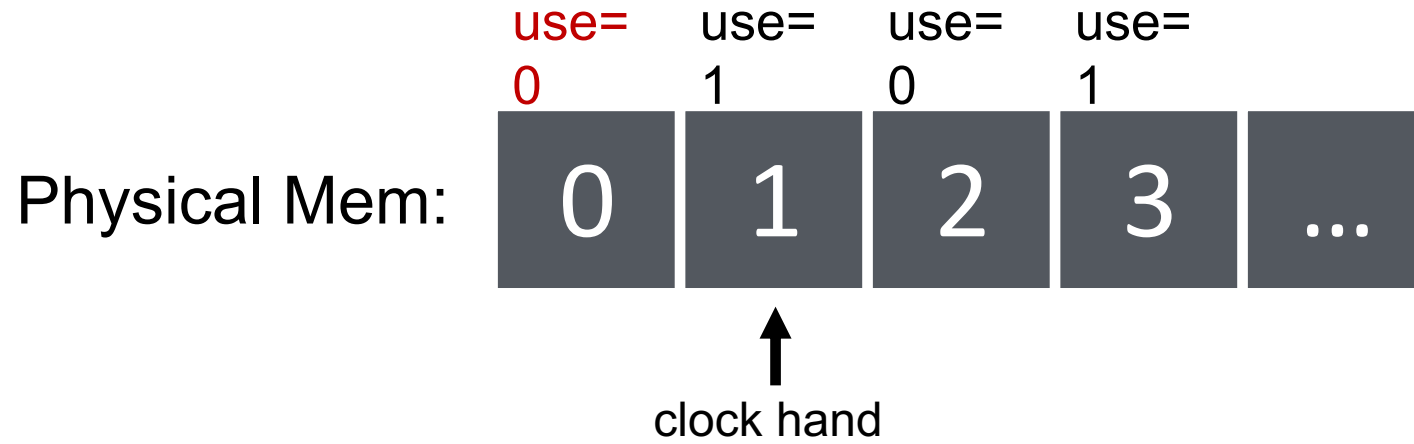 use= use= use= use=
0 1 0 1
Physical Mem: 0 1 2 3 ...
clock hand